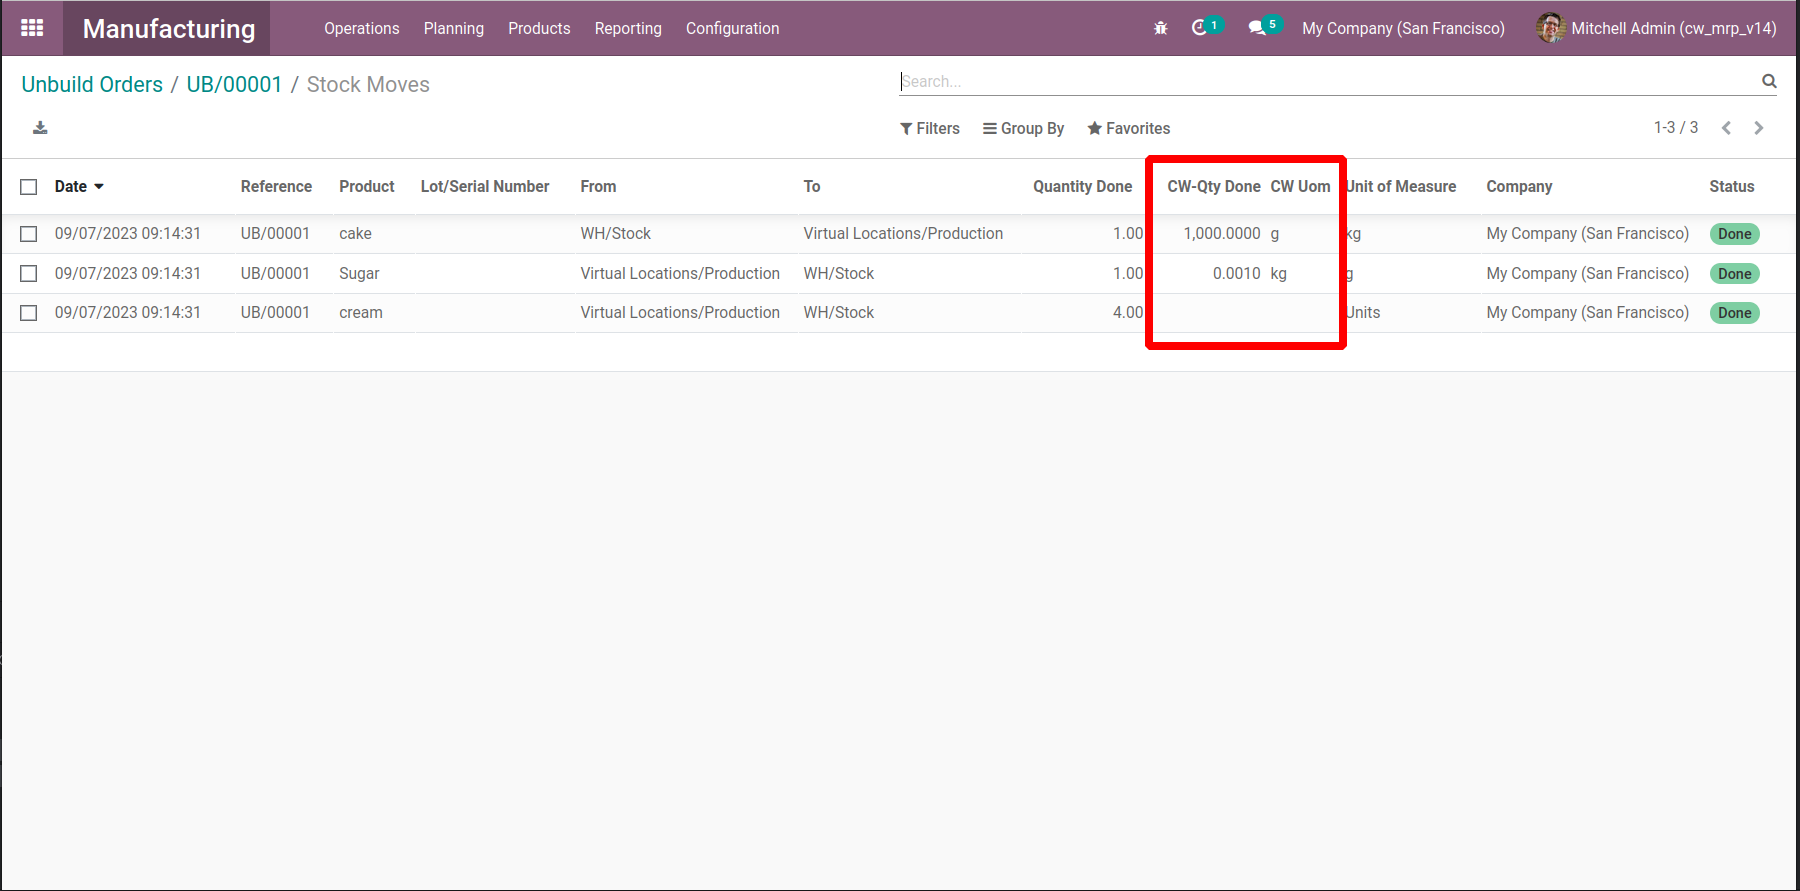 Manufacturing Operations Planning Products Reporting Configuration 1 5 My Company (San Francisco) Mitchell Admin (cw_mrp_v14)
Unbuild Orders / UB/00001 / Stock Moves
Search...
Filters Group By Favorites 1-3 / 3
Date Reference Product Lot/Serial Number From To Quantity Done CW-Qty Done CW Uom Unit of Measure Company Status
09/07/2023 09:14:31 UB/00001 cake WH/Stock Virtual Locations/Production 1.00 1,000.0000 g kg My Company (San Francisco) Done
09/07/2023 09:14:31 UB/00001 Sugar Virtual Locations/Production WH/Stock 1.00 0.0010 kg g My Company (San Francisco) Done
09/07/2023 09:14:31 UB/00001 cream Virtual Locations/Production WH/Stock 4.00 Units My Company (San Francisco) Done